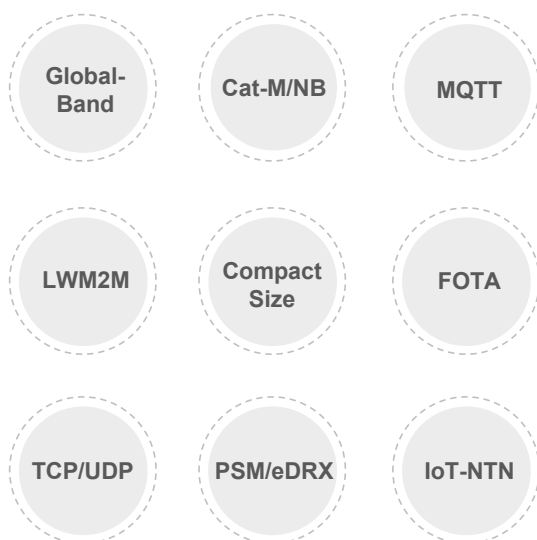 Global-
Band
Cat-M/NB
MQTT
LWM2M
Compact
Size
FOTA
TCP/UDP
PSM/eDRX
IoT-NTN